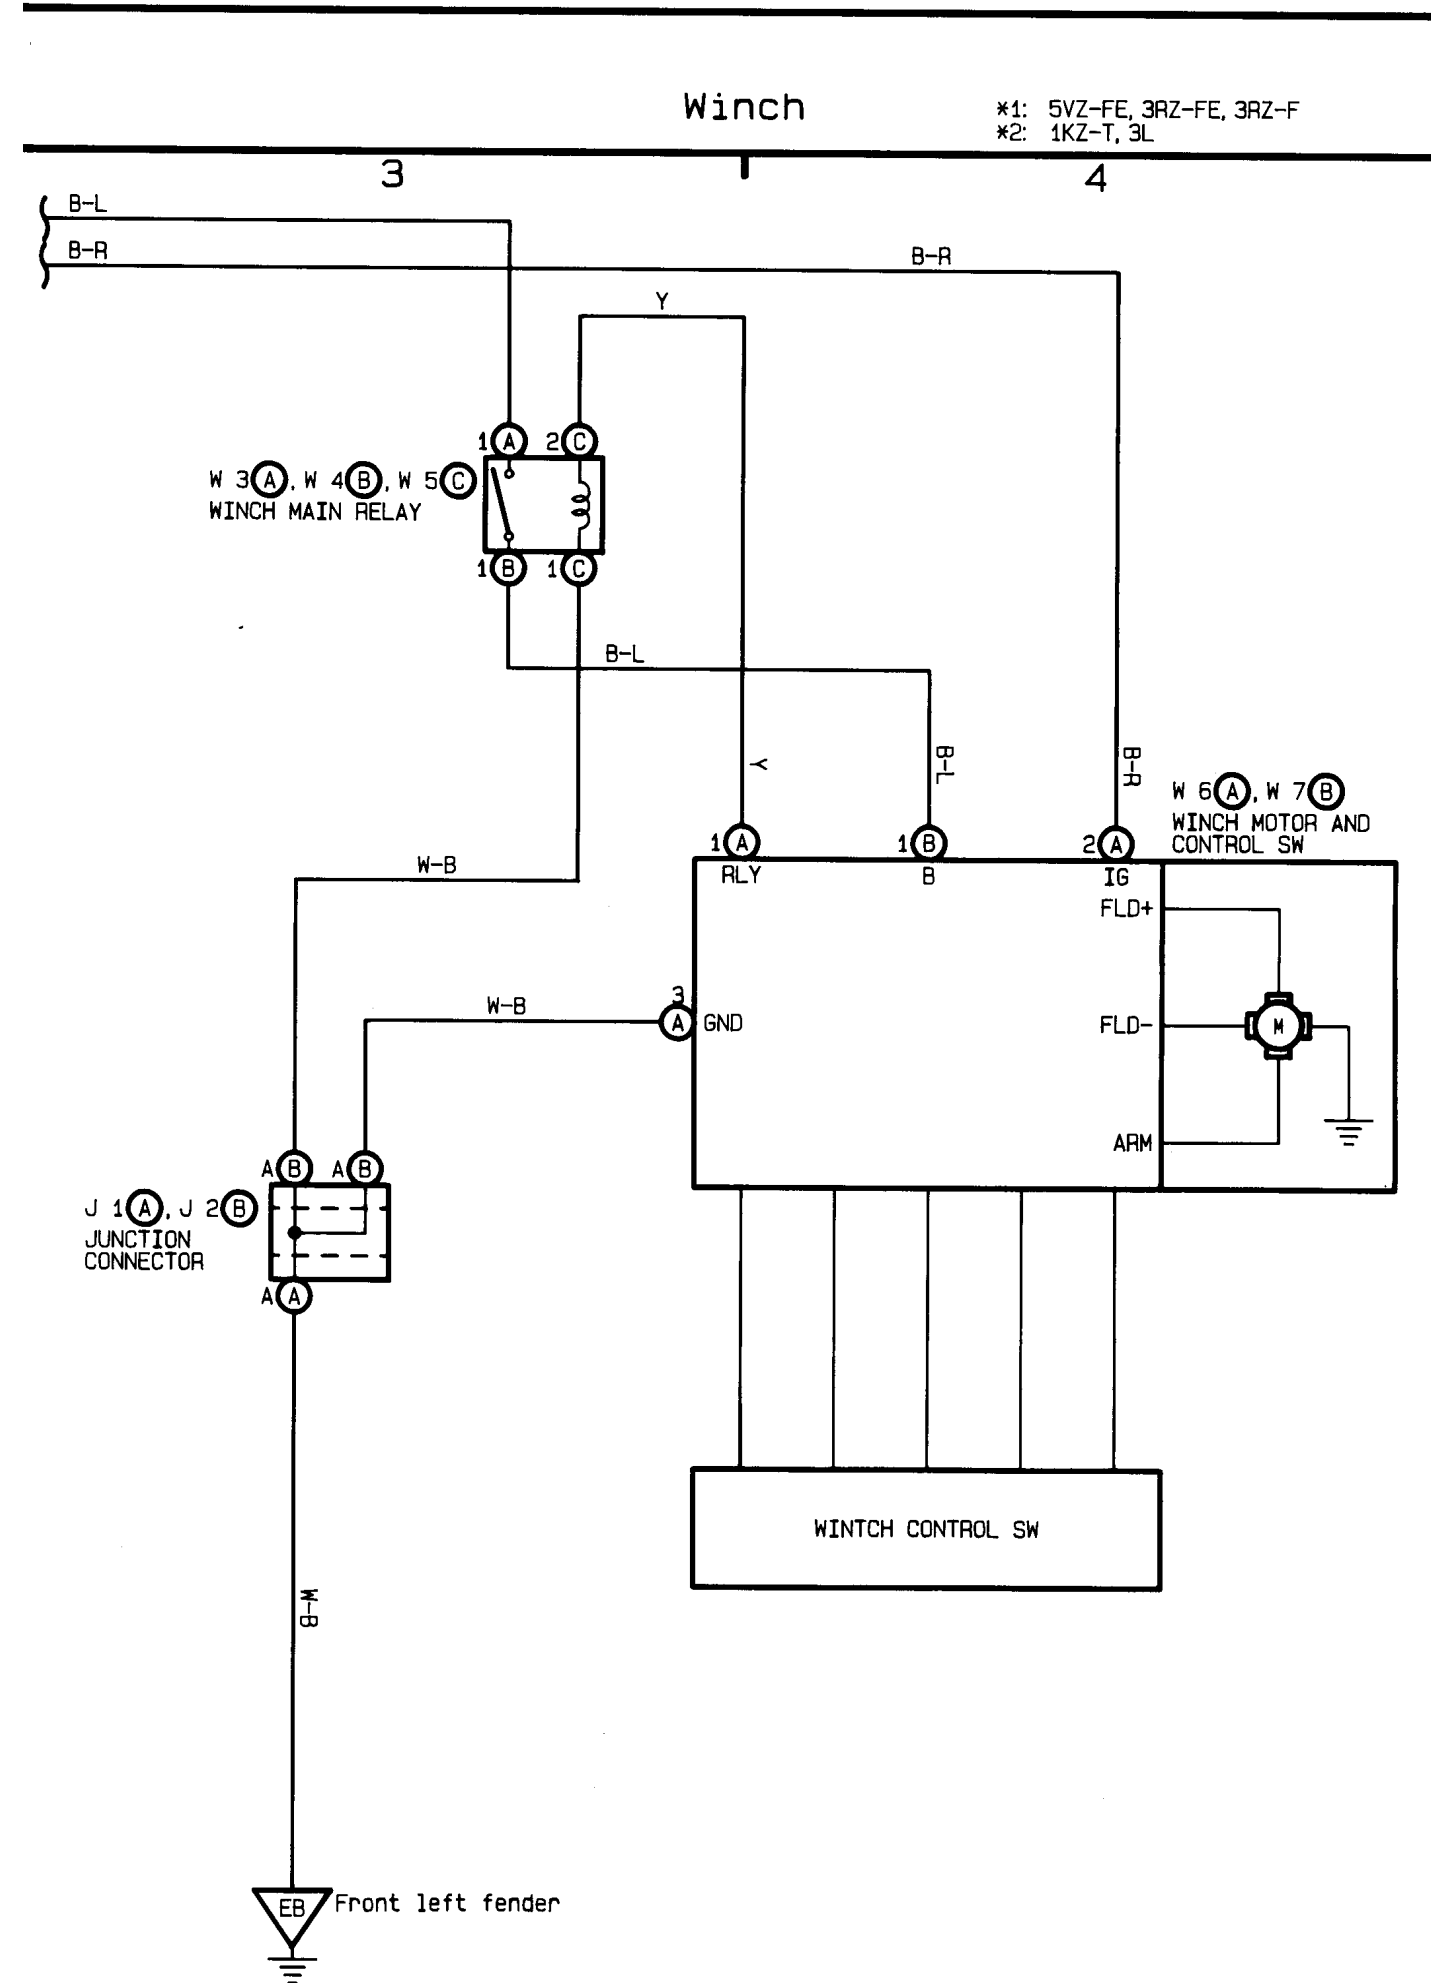 Winch
*1: 5VZ-FE, 3RZ-FE, 3RZ-F
*2: 1KZ-T, 3L
3
4
B-L
B-R
B-R
Y
1 A
2 C
W 3 A, W 4 B, W 5 C
WINCH MAIN RELAY
1 B
1 C
B-L
Y
B-L
B-R
W 6 A, W 7 B
WINCH MOTOR AND
CONTROL SW
1 A
1 B
2 A
W-B
RLY
B
IG
FLD+
W-B
3
A
GND
FLD-
M
ARM
A B
A B
J 1 A, J 2 B
JUNCTION
CONNECTOR
A A
WINTCH CONTROL SW
W-B
EB
Front left fender